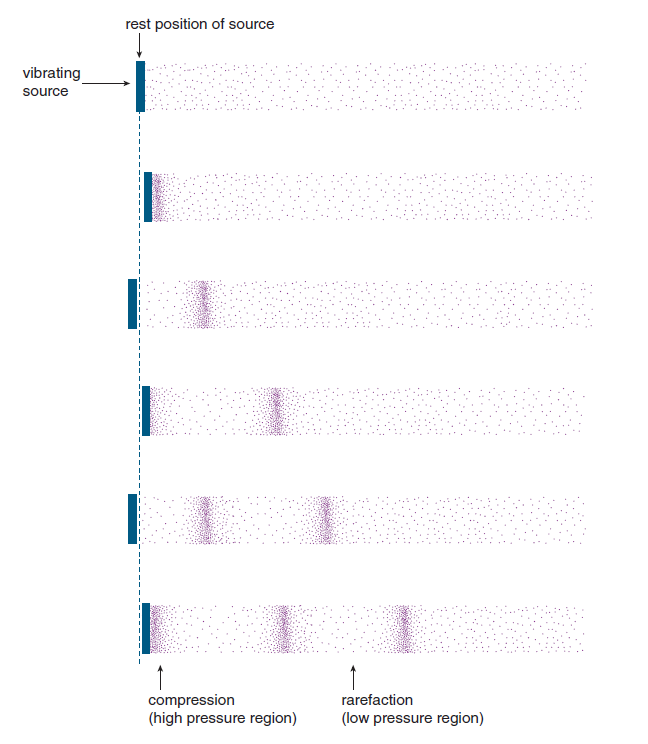 rest position of source
vibrating
source
compression
(high pressure region)
rarefaction
(low pressure region)